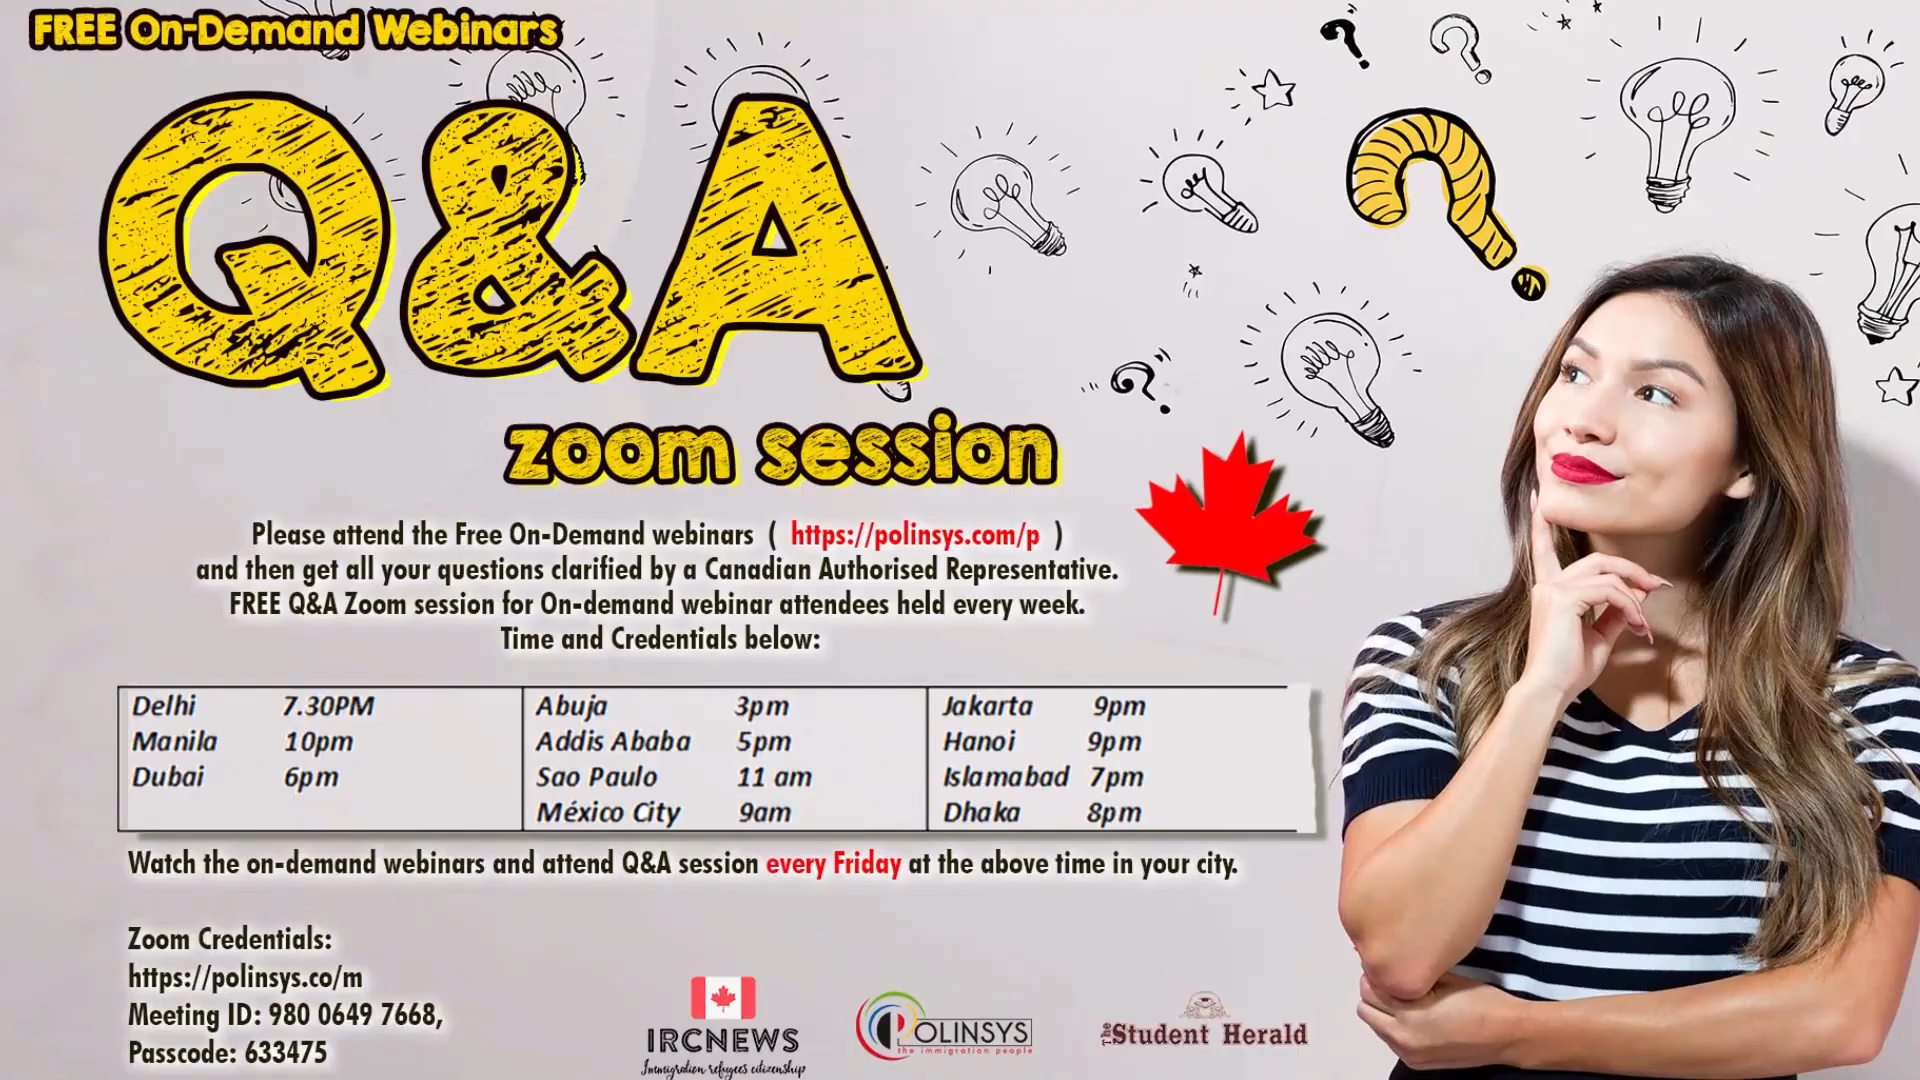 FREE On-Demand Webinars
Q&A
zoom session
Please attend the Free On-Demand webinars ( https://polinsys.com/p )
and then get all your questions clarified by a Canadian Authorised Representative.
FREE Q&A Zoom session for On-demand webinar attendees held every week.
Time and Credentials below:
Delhi 7.30PM Abuja 3pm Jakarta 9pm
Manila 10pm Addis Ababa 5pm Hanoi 9pm
Dubai 6pm Sao Paulo 11 am Islamabad 7pm
México City 9am Dhaka 8pm
Watch the on-demand webinars and attend Q&A session every Friday at the above time in your city.
Zoom Credentials:
https://polinsys.co/m
Meeting ID: 980 0649 7668,
Passcode: 633475
IRCNEWS
Immigration refugees citizenship
POLINSYS
the immigration people
The Student Herald